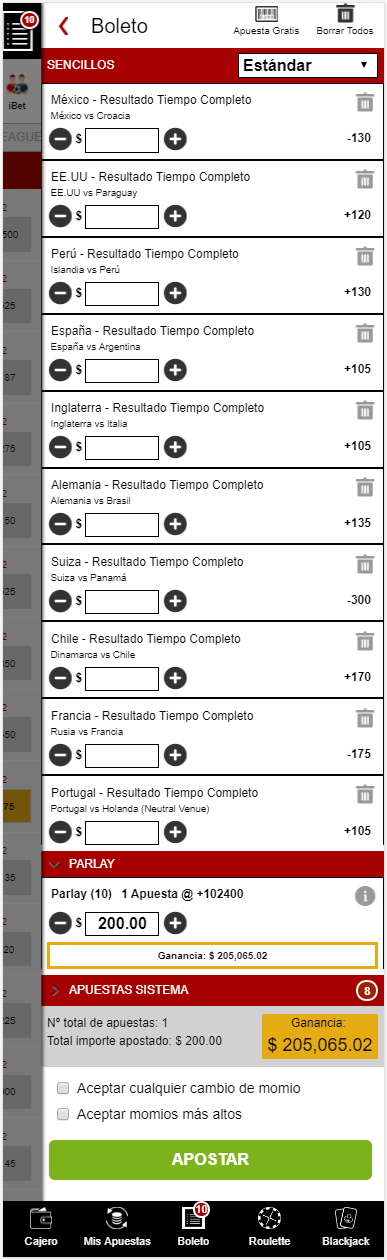 10
Boleto
Apuesta Gratis
Borrar Todos
iBet
EAGUE
SENCILLOS
Estándar
México - Resultado Tiempo Completo
México vs Croacia
$
-130
EE.UU - Resultado Tiempo Completo
EE.UU vs Paraguay
$
+120
Perú - Resultado Tiempo Completo
Islandia vs Perú
$
+130
España - Resultado Tiempo Completo
España vs Argentina
$
+105
Inglaterra - Resultado Tiempo Completo
Inglaterra vs Italia
$
+105
Alemania - Resultado Tiempo Completo
Alemania vs Brasil
$
+135
Suiza - Resultado Tiempo Completo
Suiza vs Panamá
$
-300
Chile - Resultado Tiempo Completo
Dinamarca vs Chile
$
+170
Francia - Resultado Tiempo Completo
Rusia vs Francia
$
-175
Portugal - Resultado Tiempo Completo
Portugal vs Holanda (Neutral Venue)
$
+105
PARLAY
Parlay (10) 1 Apuesta @ +102400
$ 200.00
Ganancia: $ 205,065.02
APUESTAS SISTEMA 8
Nº total de apuestas: 1
Total importe apostado: $ 200.00
Ganancia:
$ 205,065.02
Aceptar cualquier cambio de momio
Aceptar momios más altos
APOSTAR
10
Cajero
Mis Apuestas
Boleto
Roulette
Blackjack